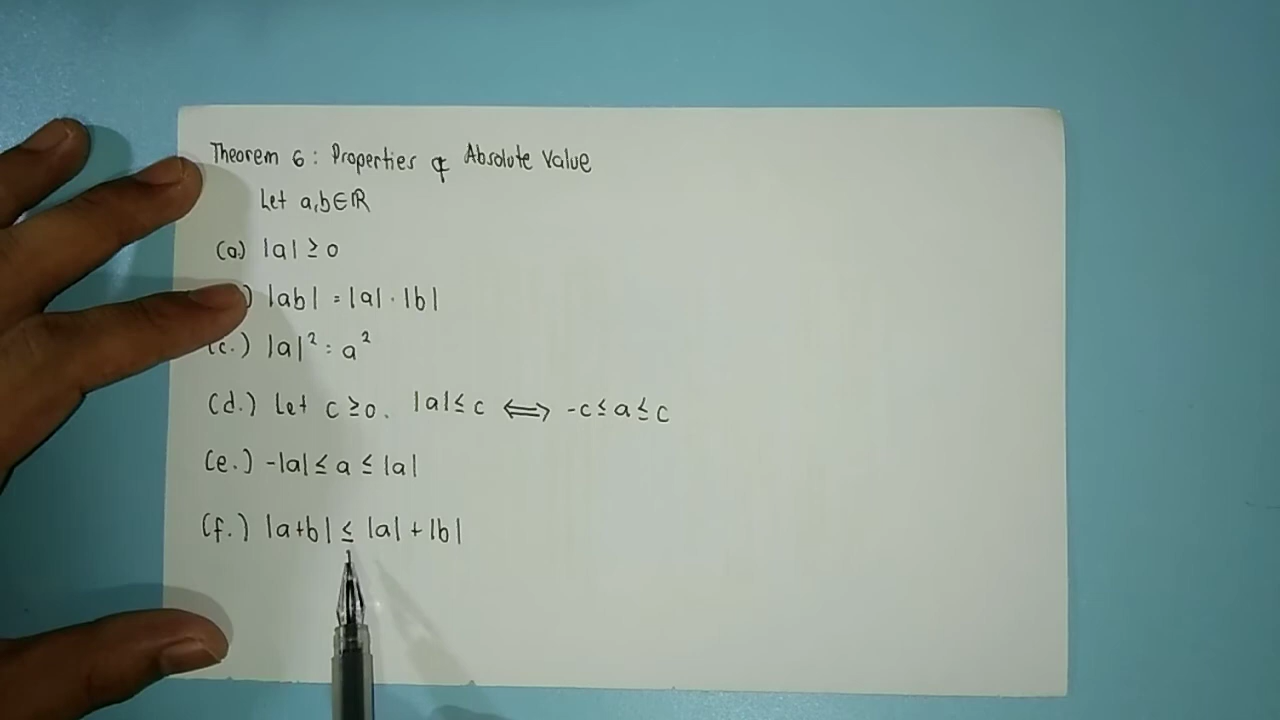 Theorem 6: Properties of Absolute Value
Let a,b∈ℝ
(a.) |a| ≥ 0
) |ab| = |a| · |b|
(c.) |a|² = a²
(d.) Let c ≥ 0. |a| ≤ c ⟺ -c ≤ a ≤ c
(e.) -|a| ≤ a ≤ |a|
(f.) |a+b| ≤ |a| + |b|